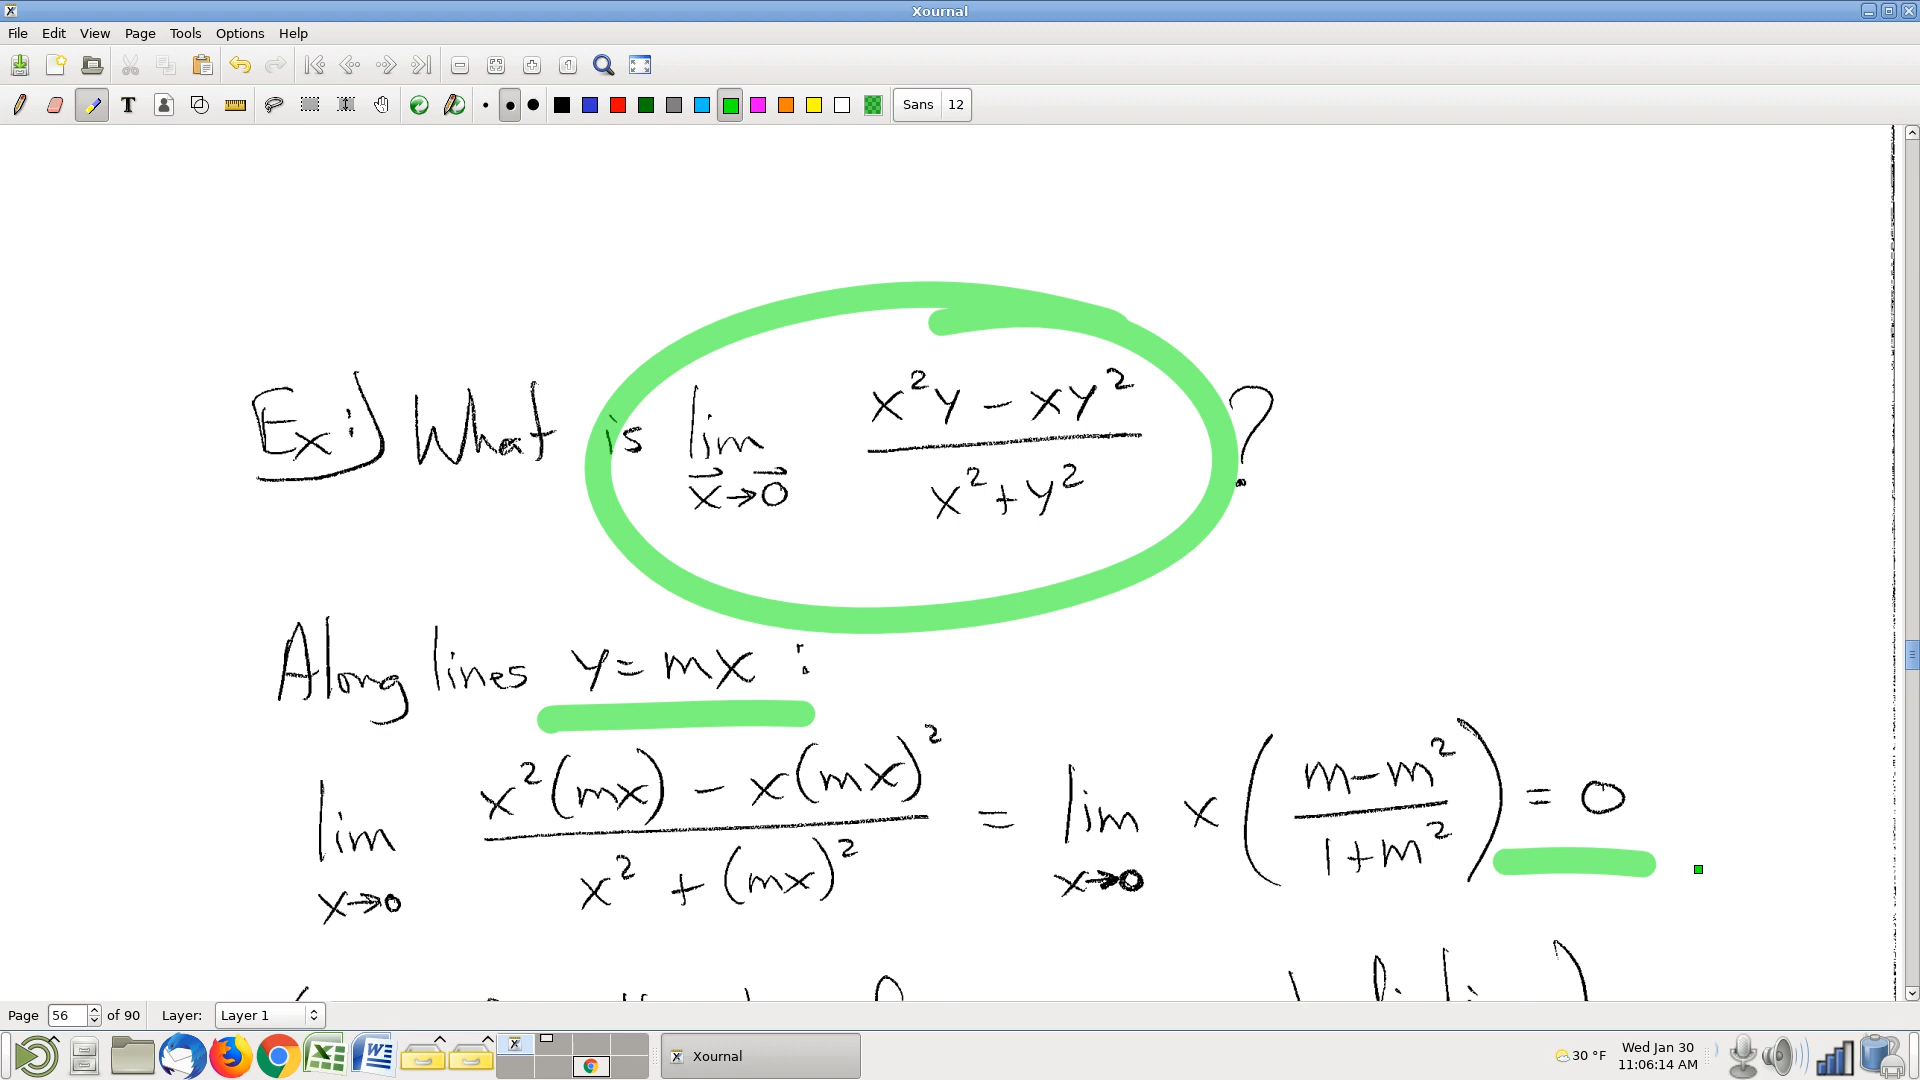 Xournal
File Edit View Page Tools Options Help
Sans 12
Ex:) What is lim x²y - xy² ?
x→0 x²+y²
Along lines y=mx :
lim x²(mx) - x(mx)² = lim x (m-m²) = 0
x→0 x² + (mx)² x→0 1+m²
Page 56 of 90 Layer: Layer 1
Xournal
30 °F Wed Jan 30
11:06:14 AM